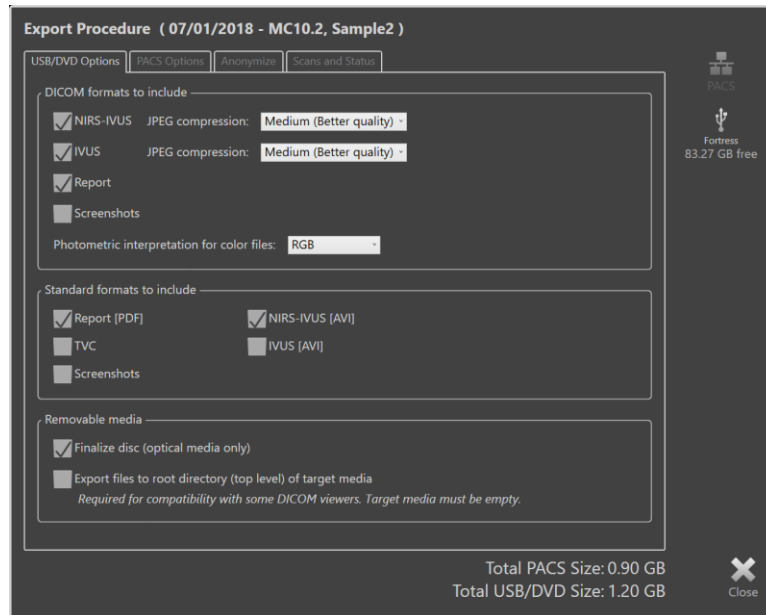 Export Procedure ( 07/01/2018 - MC10.2, Sample2 )
USB/DVD Options PACS Options Anonymize Scans and Status
PACS
Fortress
83.27 GB free
DICOM formats to include
NIRS-IVUS JPEG compression: Medium (Better quality)
IVUS JPEG compression: Medium (Better quality)
Report
Screenshots
Photometric interpretation for color files: RGB
Standard formats to include
Report [PDF] NIRS-IVUS [AVI]
TVC IVUS [AVI]
Screenshots
Removable media
Finalize disc (optical media only)
Export files to root directory (top level) of target media
Required for compatibility with some DICOM viewers. Target media must be empty.
Total PACS Size: 0.90 GB
Total USB/DVD Size: 1.20 GB
Close